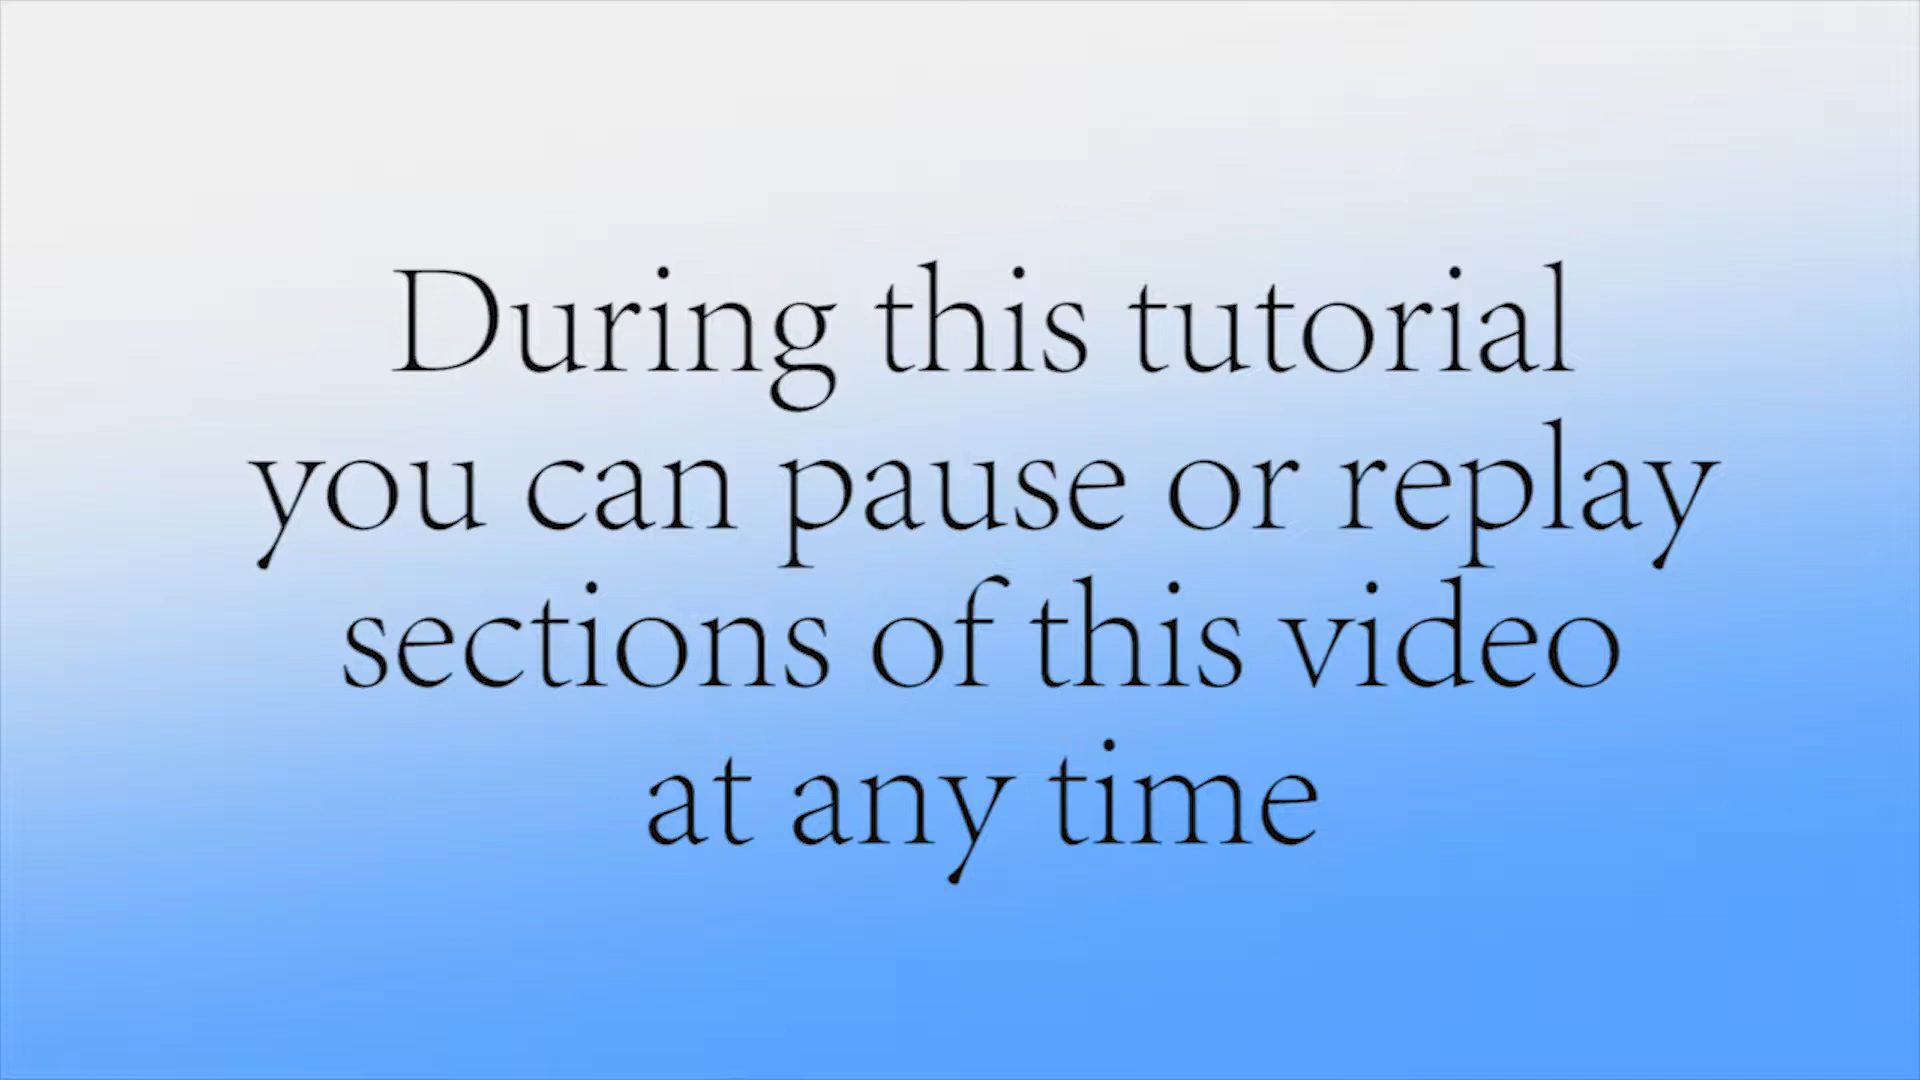 During this tutorial
you can pause or replay
sections of this video
at any time